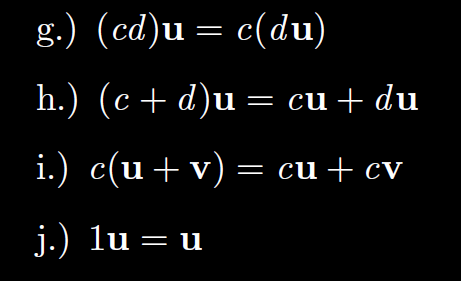 g.) (cd)u = c(du)
h.) (c + d)u = cu + du
i.) c(u + v) = cu + cv
j.) 1u = u